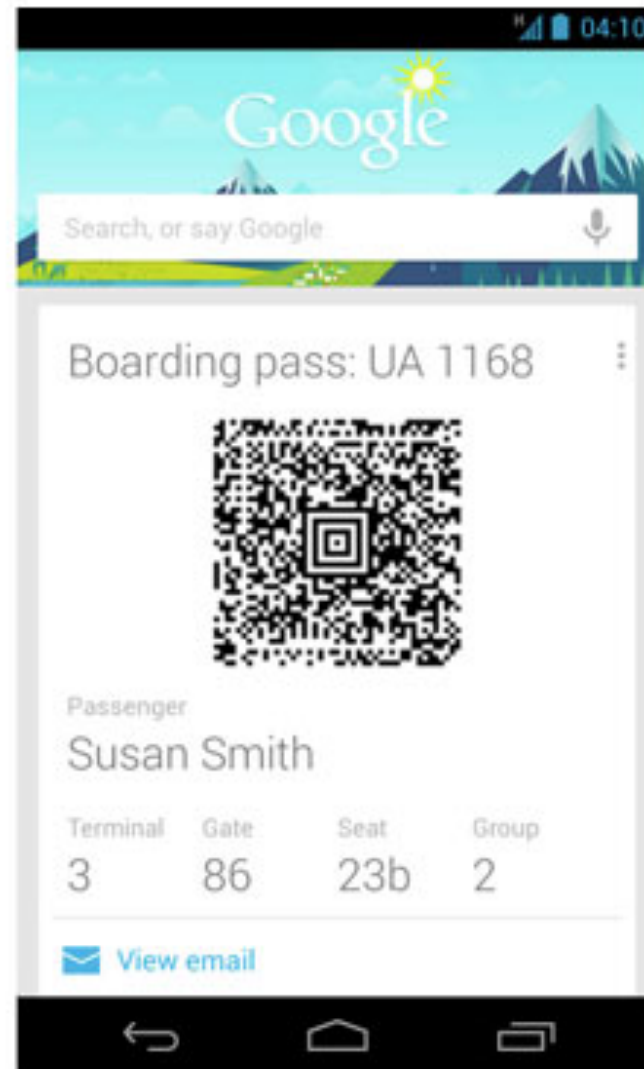 H 04:10
Google
Search, or say Google
Boarding pass: UA 1168
Passenger
Susan Smith
Terminal Gate Seat Group
3 86 23b 2
View email